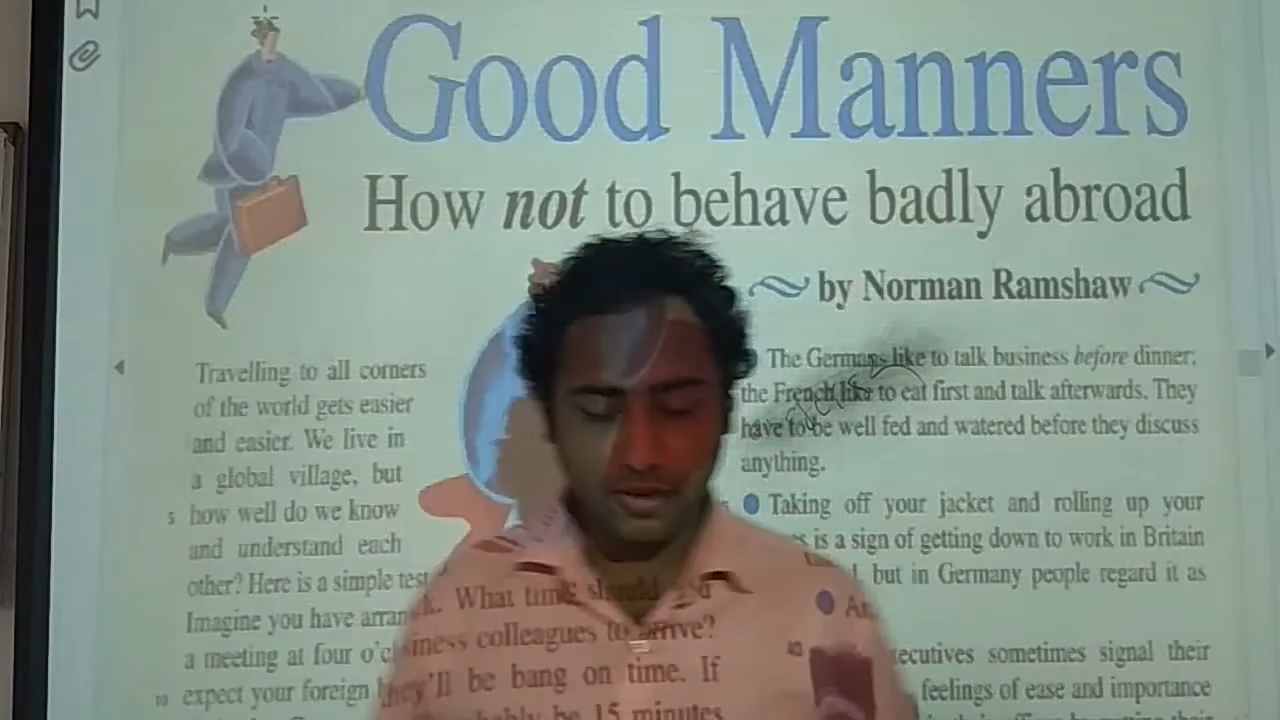 Good Manners
How not to behave badly abroad
by Norman Ramshaw
Travelling to all corners
of the world gets easier
and easier. We live in
a global village, but
5 how well do we know
and understand each
other? Here is a simple test.
Imagine you have
a meeting at four
10 expect your foreign
What time should
colleagues to arrive?
they'll be bang on time. If
be 15 minutes
The Germans like to talk business before dinner;
the French like to eat first and talk afterwards. They
have to be well fed and watered before they discuss
anything.
Taking off your jacket and rolling up your
is a sign of getting down to work in Britain
but in Germany people regard it as
40
sometimes signal their
feelings of ease and importance